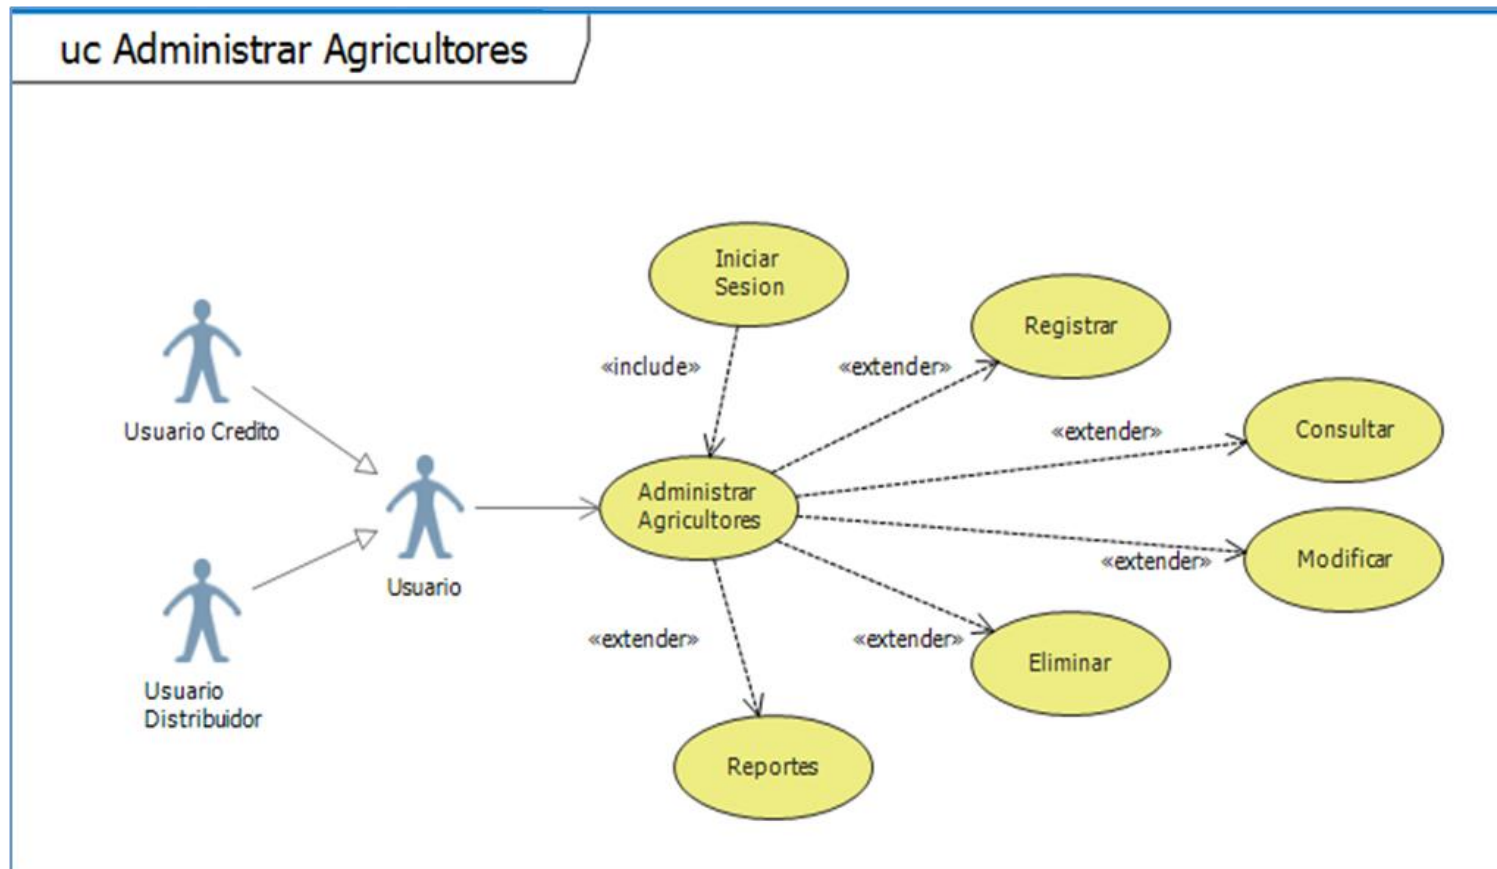 uc Administrar Agricultores
Iniciar
Sesion
Registrar
«include»
«extender»
Usuario Credito
«extender»
Consultar
Administrar
Agricultores
Usuario
«extender»
Modificar
«extender»
«extender»
Eliminar
Usuario
Distribuidor
Reportes